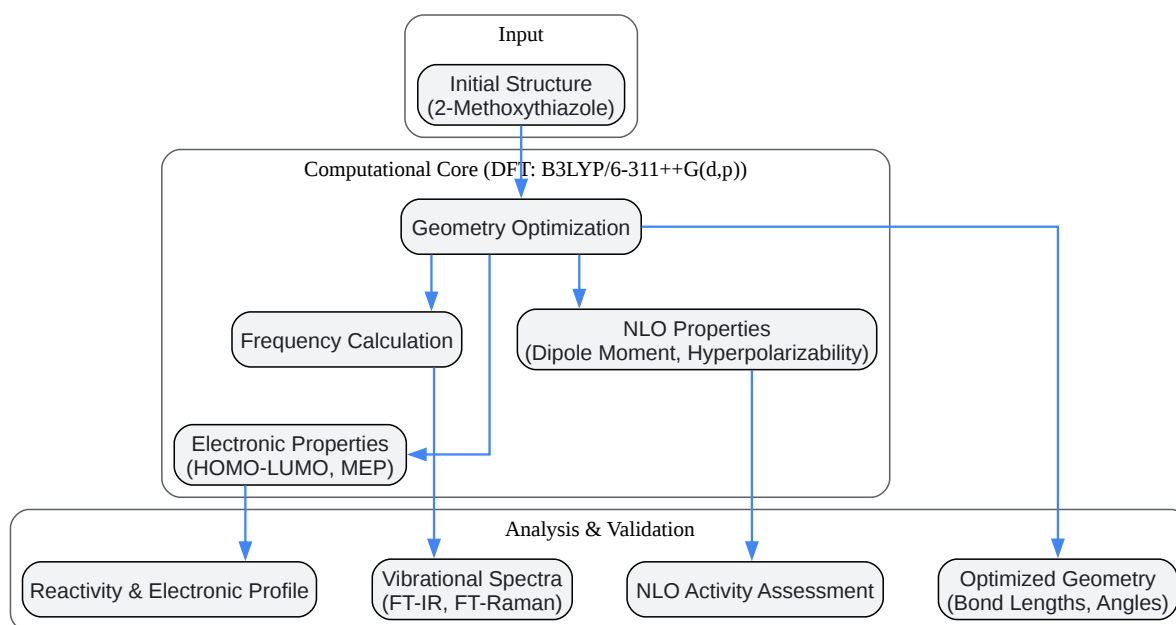 Input
Initial Structure
(2-Methoxythiazole)
Computational Core (DFT: B3LYP/6-311++G(d,p))
Geometry Optimization
Frequency Calculation
NLO Properties
(Dipole Moment, Hyperpolarizability)
Electronic Properties
(HOMO-LUMO, MEP)
Analysis & Validation
Reactivity & Electronic Profile
Vibrational Spectra
(FT-IR, FT-Raman)
NLO Activity Assessment
Optimized Geometry
(Bond Lengths, Angles)